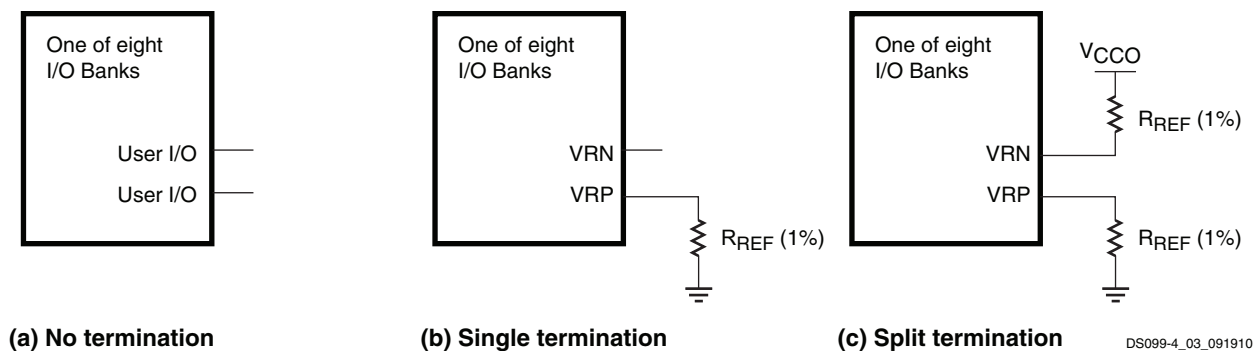 One of eight
I/O Banks
User I/O
User I/O
(a) No termination
One of eight
I/O Banks
VRN
VRP
RREF (1%)
(b) Single termination
One of eight
I/O Banks
VCCO
RREF (1%)
VRN
VRP
RREF (1%)
(c) Split termination
DS099-4_03_091910